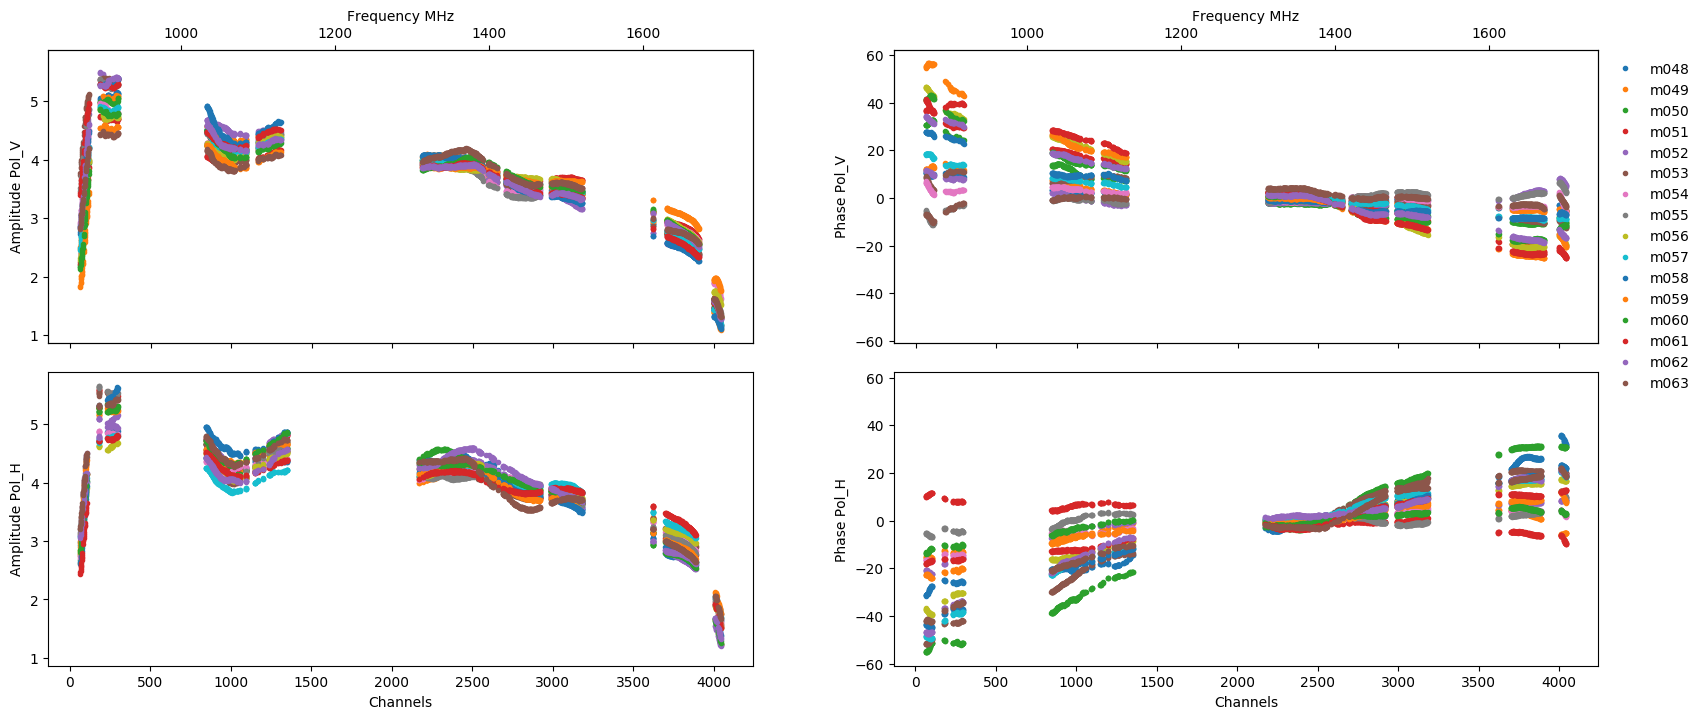 Frequency MHz
1000 1200 1400 1600
Amplitude Pol_V
5
4
3
2
1
Frequency MHz
1000 1200 1400 1600
Phase Pol_V
60
40
20
0
−20
−40
−60
m048
m049
m050
m051
m052
m053
m054
m055
m056
m057
m058
m059
m060
m061
m062
m063
Amplitude Pol_H
5
4
3
2
1
0 500 1000 1500 2000 2500 3000 3500 4000
Channels
Phase Pol_H
60
40
20
0
−20
−40
−60
0 500 1000 1500 2000 2500 3000 3500 4000
Channels